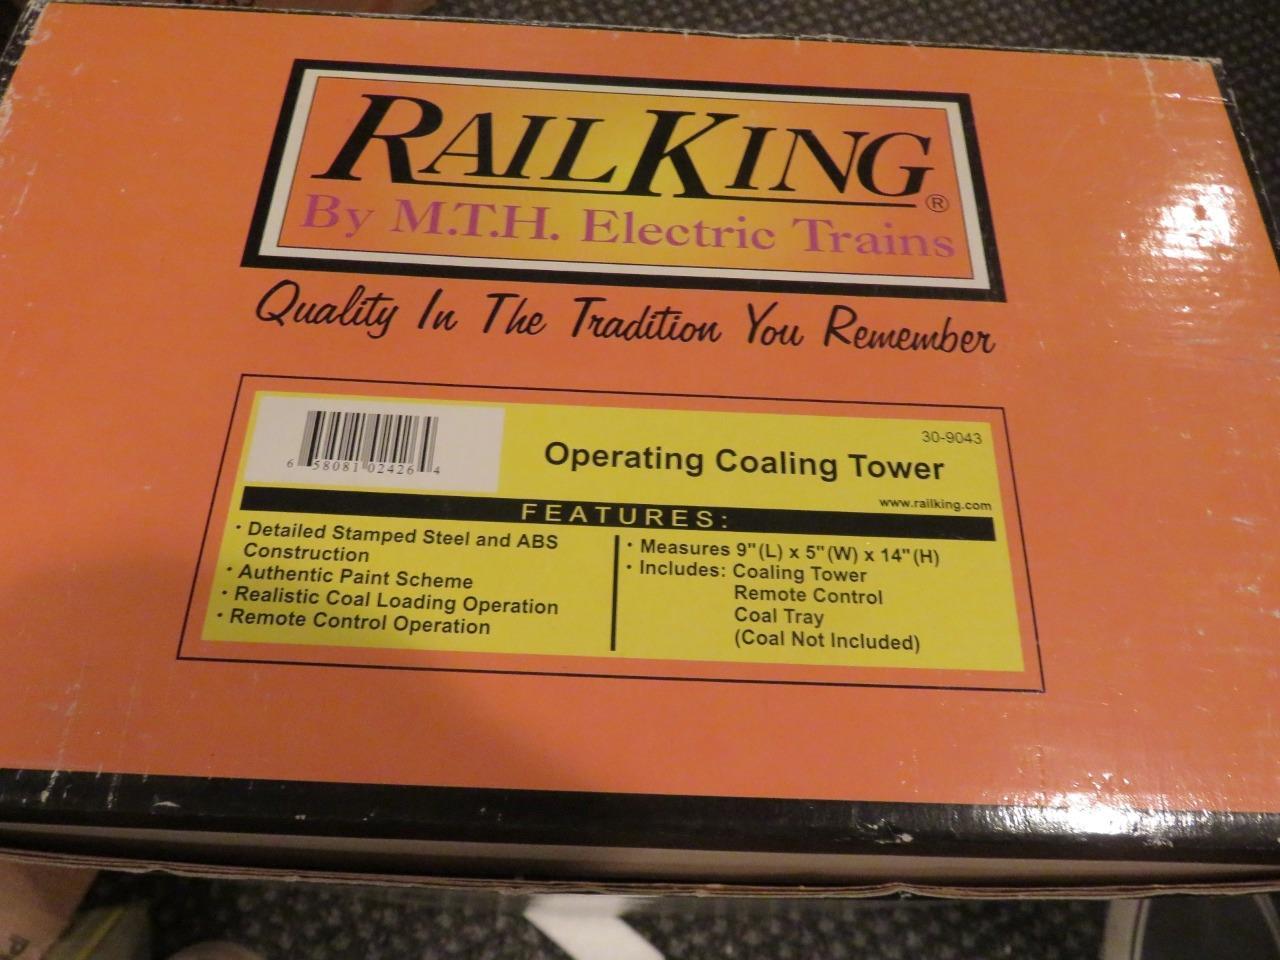 RAILKING®
By M.T.H. Electric Trains
Quality In The Tradition You Remember
6 58081 02426 4
30-9043
Operating Coaling Tower
www.railking.com
FEATURES:
· Detailed Stamped Steel and ABS
Construction
· Authentic Paint Scheme
· Realistic Coal Loading Operation
· Remote Control Operation
· Measures 9"(L) x 5"(W) x 14"(H)
· Includes: Coaling Tower
Remote Control
Coal Tray
(Coal Not Included)